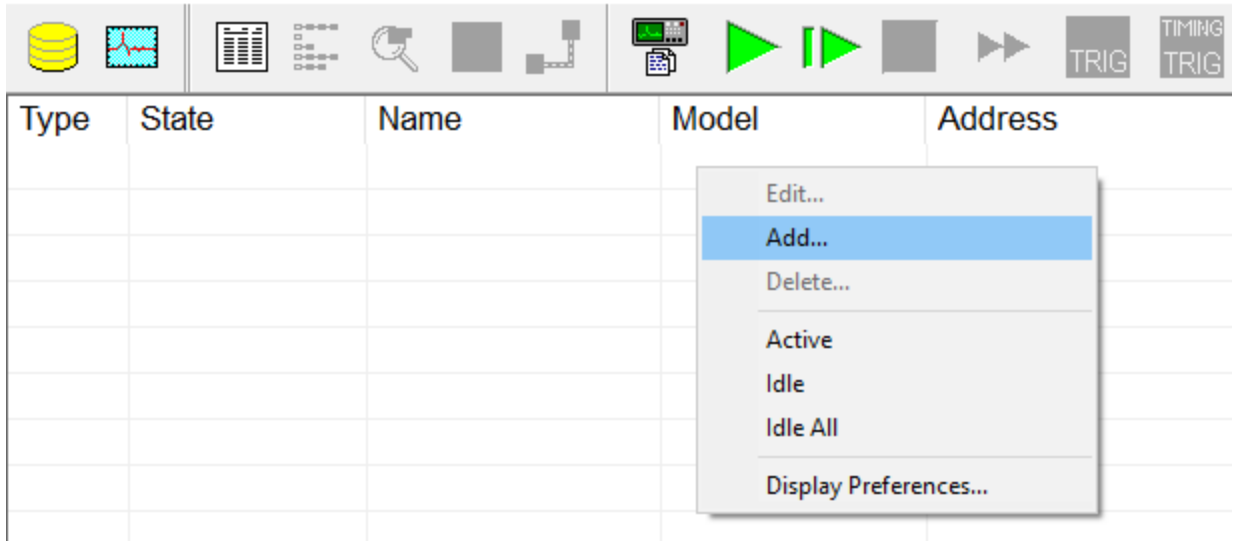 TRIG
TIMING
TRIG
Type State Name Model Address
Edit...
Add...
Delete...
Active
Idle
Idle All
Display Preferences...